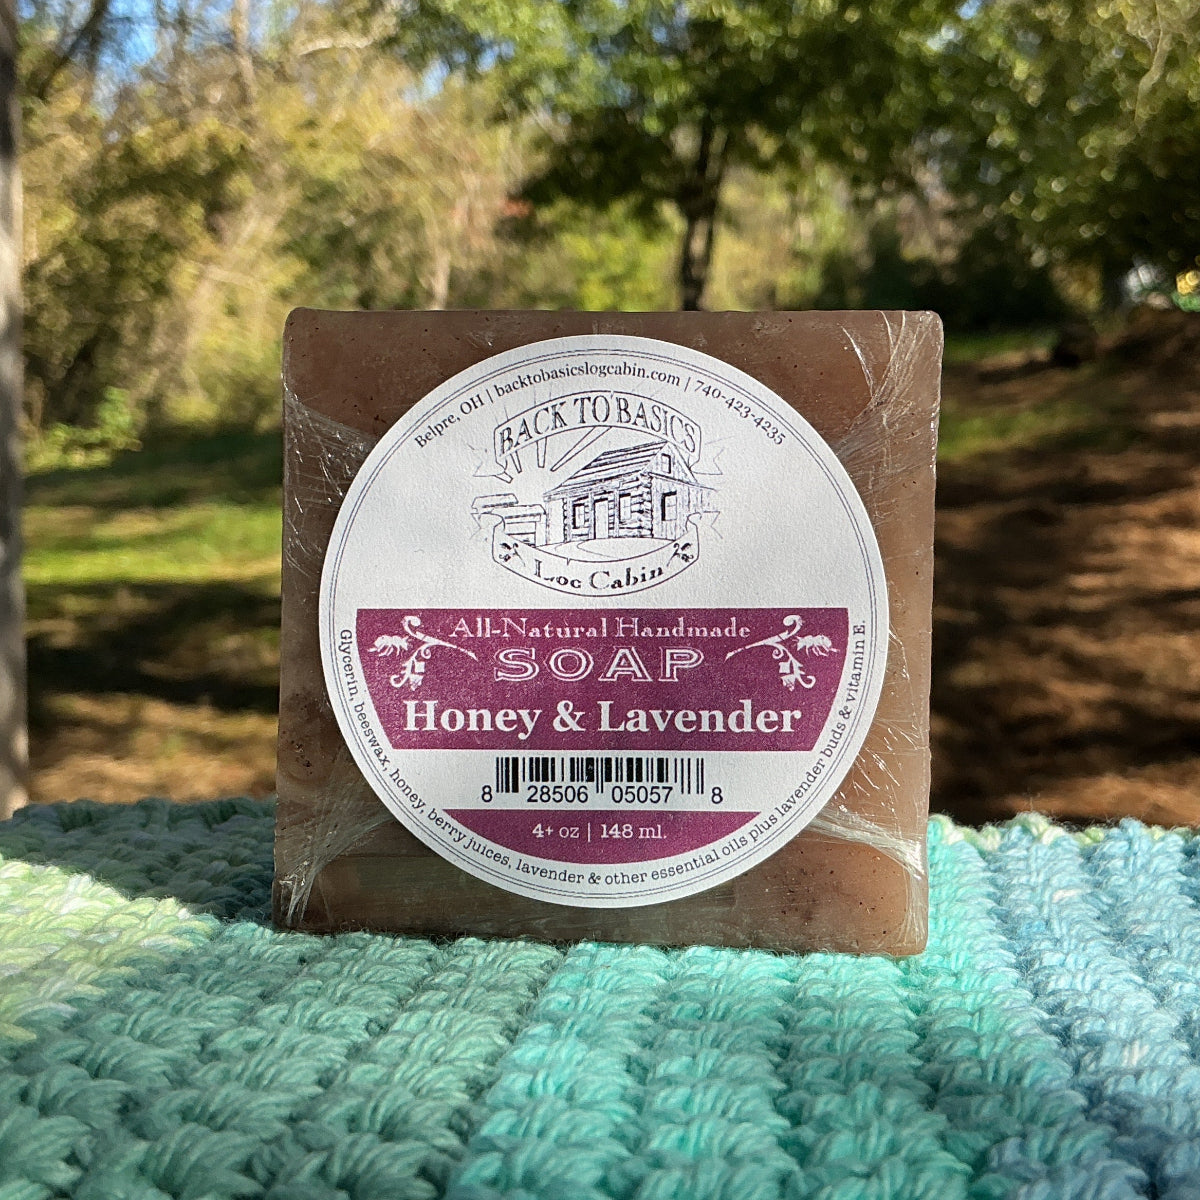 Belpre, OH | backtobasicslogcabin.com | 740-423-4235
BACK TO BASICS
Log Cabin
All-Natural Handmade
SOAP
Honey & Lavender
8 28506 05057 8
4+ oz | 148 ml.
Glycerin, beeswax, honey, berry juices, lavender & other essential oils plus lavender buds & vitamin E.